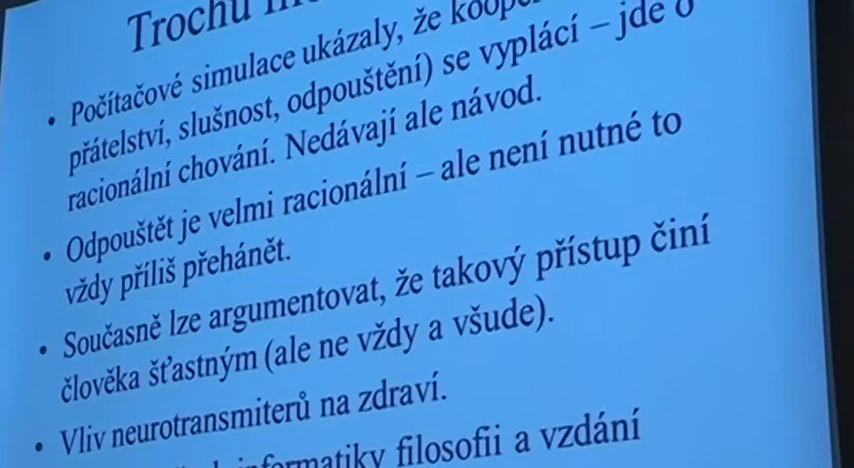 Trochu
• Počítačové simulace ukázaly, že
přátelství, slušnost, odpouštění) se vyplácí – jde o
racionální chování. Nedávají ale návod.
• Odpouštět je velmi racionální – ale není nutné to
vždy příliš přehánět.
• Současně lze argumentovat, že takový přístup činí
člověka šťastným (ale ne vždy a všude).
• Vliv neurotransmiterů na zdraví.
informatiky filosofii a vzdání